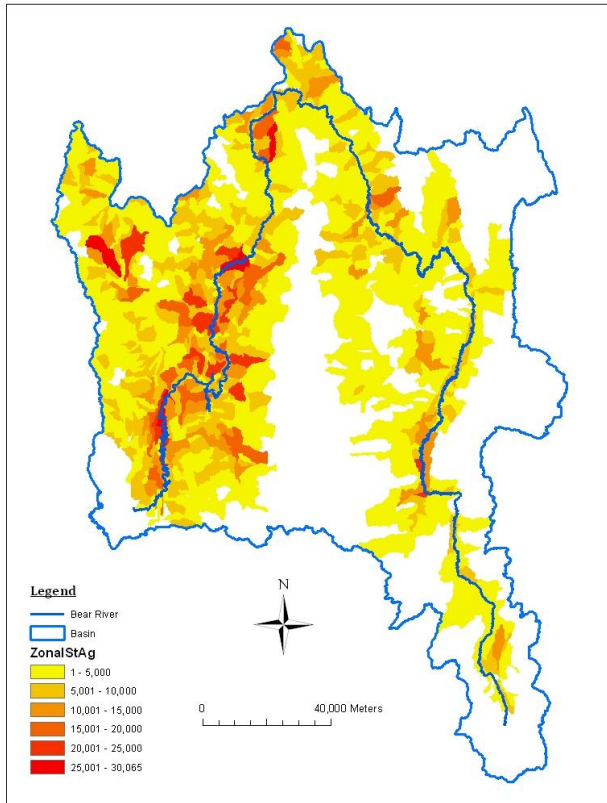 Legend
Bear River
Basin
ZonalStAg
1 - 5,000
5,001 - 10,000
10,001 - 15,000
15,001 - 20,000
20,001 - 25,000
25,001 - 30,065
N
0 40,000 Meters